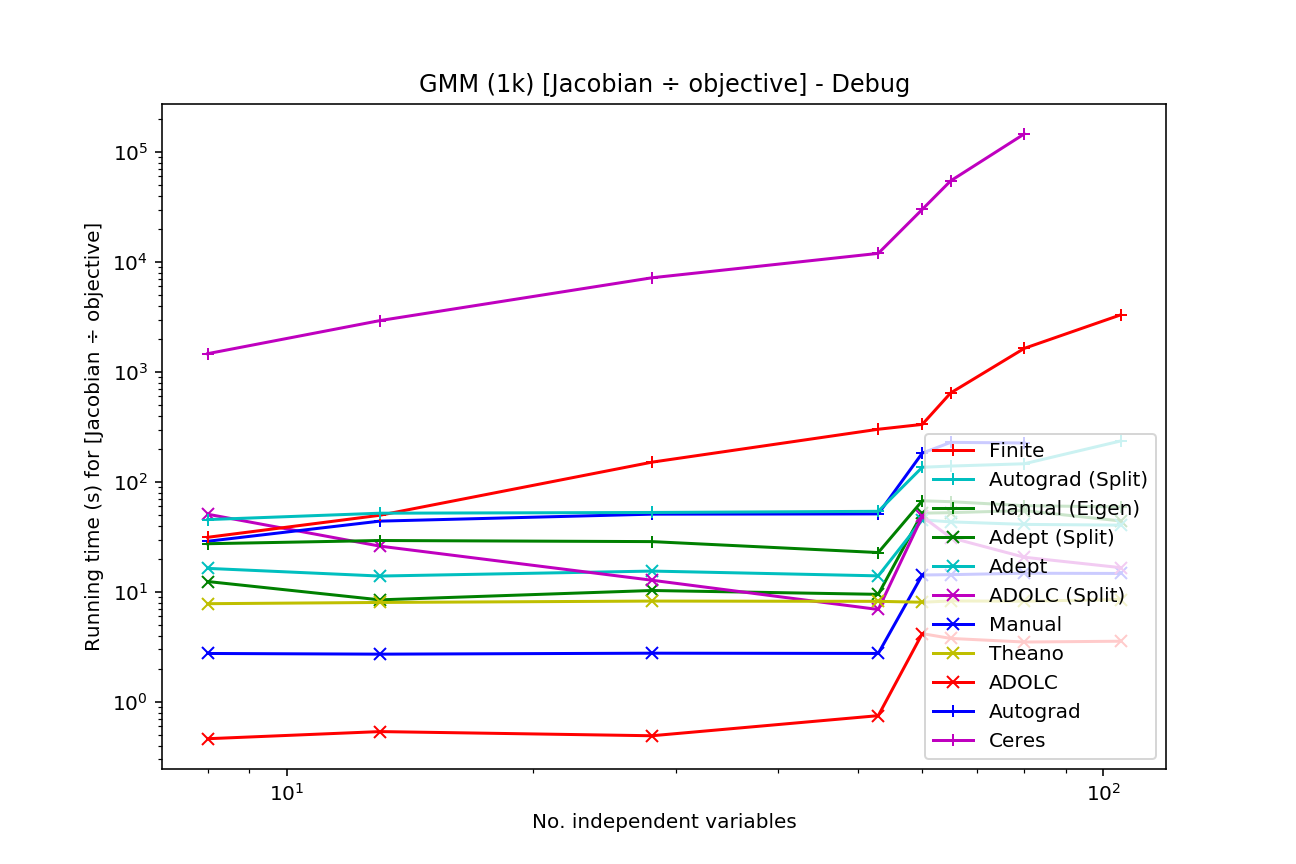 GMM (1k) [Jacobian ÷ objective] - Debug
Running time (s) for [Jacobian ÷ objective]
10⁵
10⁴
10³
10²
10¹
10⁰
Finite
Autograd (Split)
Manual (Eigen)
Adept (Split)
Adept
ADOLC (Split)
Manual
Theano
ADOLC
Autograd
Ceres
10¹ 10²
No. independent variables